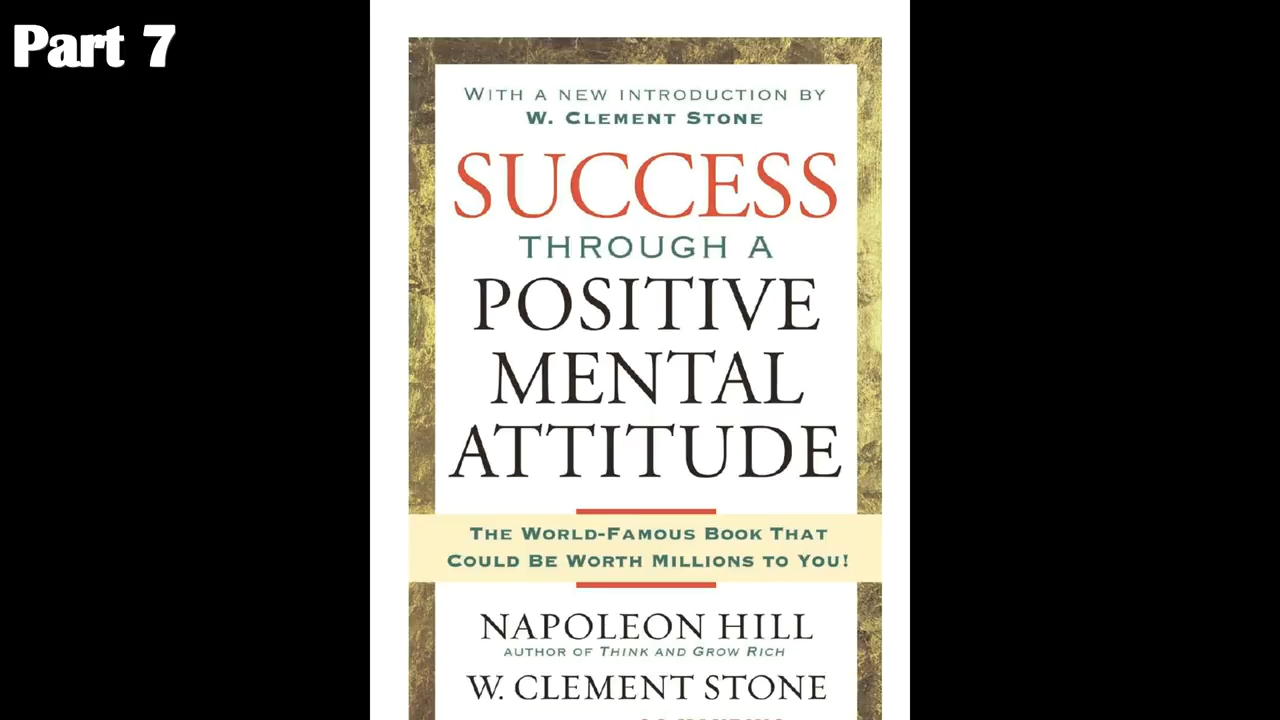 Part 7
WITH A NEW INTRODUCTION BY
W. CLEMENT STONE
SUCCESS
THROUGH A
POSITIVE
MENTAL
ATTITUDE
THE WORLD-FAMOUS BOOK THAT
COULD BE WORTH MILLIONS TO YOU!
NAPOLEON HILL
AUTHOR OF THINK AND GROW RICH
W. CLEMENT STONE